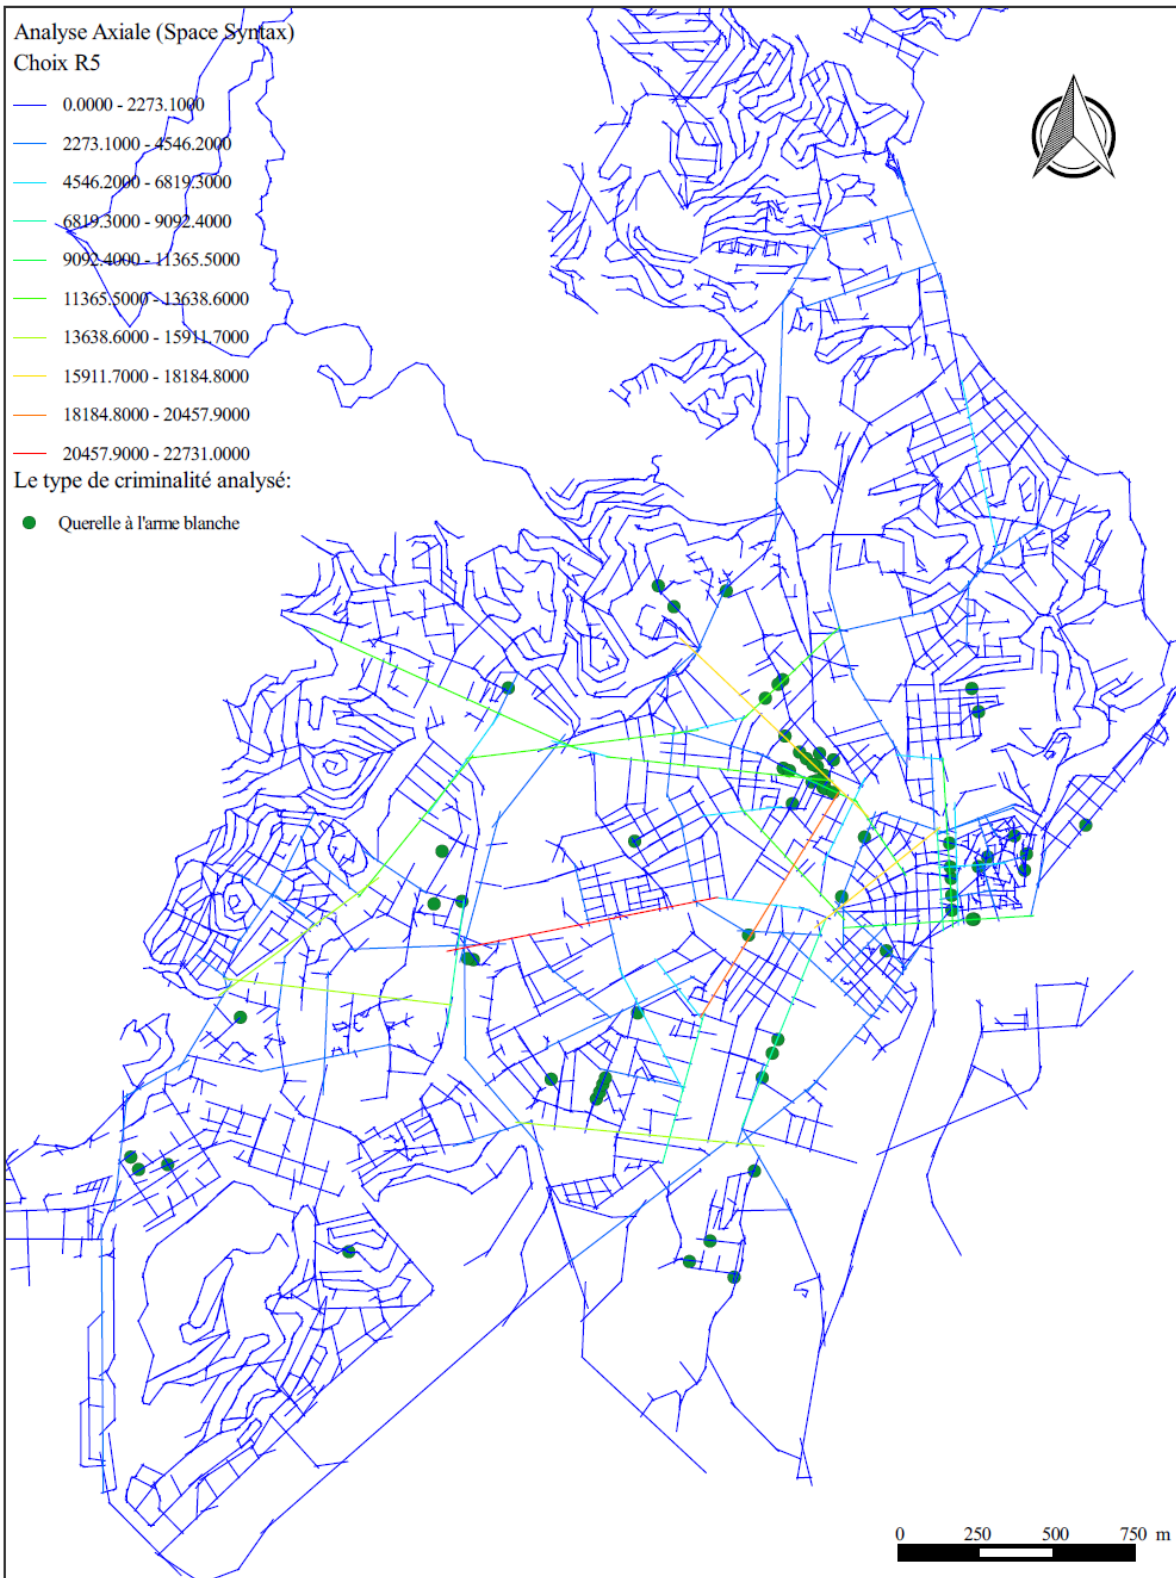 Analyse Axiale (Space Syntax)
Choix R5
0.0000 - 2273.1000
2273.1000 - 4546.2000
4546.2000 - 6819.3000
6819.3000 - 9092.4000
9092.4000 - 11365.5000
11365.5000 - 13638.6000
13638.6000 - 15911.7000
15911.7000 - 18184.8000
18184.8000 - 20457.9000
20457.9000 - 22731.0000
Le type de criminalité analysé:
Querelle à l'arme blanche
0 250 500 750 m